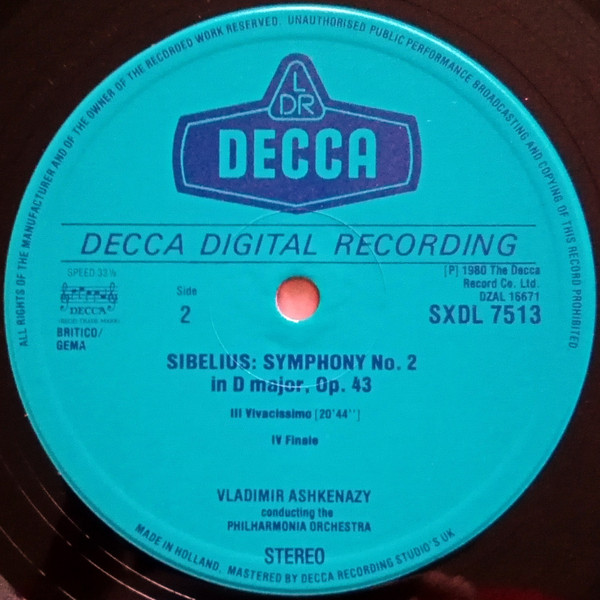 ALL RIGHTS OF THE MANUFACTURER AND OF THE OWNER OF THE RECORDED WORK RESERVED. UNAUTHORISED PUBLIC PERFORMANCE BROADCASTING AND COPYING OF THIS RECORD PROHIBITED.
L
DR
DECCA
DECCA DIGITAL RECORDING
SPEED 33⅓
DECCA
BRITICO/
GEMA
Side
2
[P] 1980 The Decca
Record Co. Ltd.
DZAL 16671
SXDL 7513
SIBELIUS: SYMPHONY No. 2
in D major, Op. 43
III Vivacissimo [20'44'']
IV Finale
VLADIMIR ASHKENAZY
conducting the
PHILHARMONIA ORCHESTRA
STEREO
MADE IN HOLLAND, MASTERED BY DECCA RECORDING STUDIO'S UK